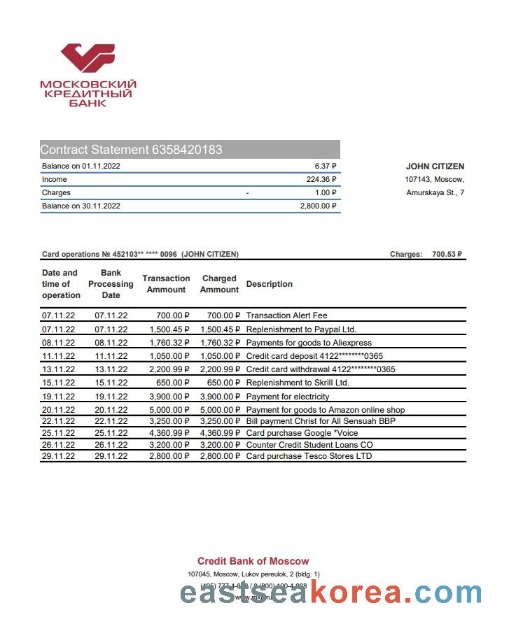 МОСКОВСКИЙ
КРЕДИТНЫЙ
БАНК
Contract Statement 6358420183
Balance on 01.11.2022 6.37 ₽
Income 224.36 ₽
Charges - 1.00 ₽
Balance on 30.11.2022 2,800.00 ₽
JOHN CITIZEN
107143, Moscow,
Amurskaya St., 7
Card operations № 452103** **** 0096 (JOHN CITIZEN) Charges: 700.53 ₽
Date and time of operation Bank Processing Date Transaction Amount Charged Amount Description
07.11.22 07.11.22 700.00 ₽ 700.00 ₽ Transaction Alert Fee
07.11.22 07.11.22 1,500.45 ₽ 1,500.45 ₽ Replenishment to Paypal Ltd.
08.11.22 08.11.22 1,760.32 ₽ 1,760.32 ₽ Payments for goods to Aliexpress
11.11.22 11.11.22 1,050.00 ₽ 1,050.00 ₽ Credit card deposit 4122********0365
13.11.22 13.11.22 2,200.99 ₽ 2,200.99 ₽ Credit card withdrawal 4122********0365
15.11.22 15.11.22 650.00 ₽ 650.00 ₽ Replenishment to Skrill Ltd.
19.11.22 19.11.22 3,900.00 ₽ 3,900.00 ₽ Payment for electricity
20.11.22 20.11.22 5,000.00 ₽ 5,000.00 ₽ Payment for goods to Amazon online shop
22.11.22 22.11.22 3,250.00 ₽ 3,250.00 ₽ Bill payment Christ for All Sensuah BBP
25.11.22 25.11.22 4,360.99 ₽ 4,360.99 ₽ Card purchase Google *Voice
26.11.22 26.11.22 3,200.00 ₽ 3,200.00 ₽ Counter Credit Student Loans CO
29.11.22 29.11.22 2,800.00 ₽ 2,800.00 ₽ Card purchase Tesco Stores LTD
Credit Bank of Moscow
107045, Moscow, Lukov pereulok, 2 (bldg. 1)
eastseakorea.com